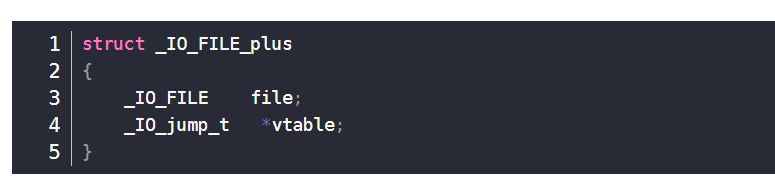 1 struct _IO_FILE_plus
2 {
3     _IO_FILE    file;
4     _IO_jump_t   *vtable;
5 }